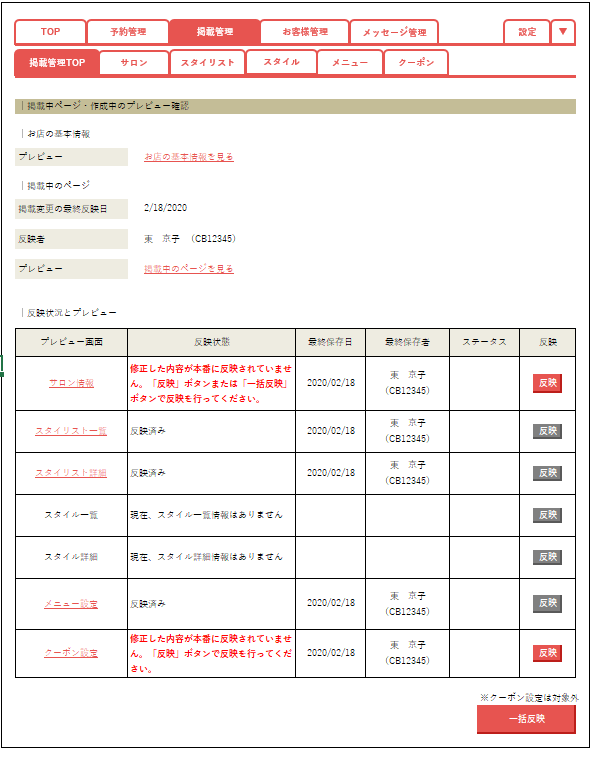 TOP 予約管理 掲載管理 お客様管理 メッセージ管理 設定 ▼
掲載管理TOP サロン スタイリスト スタイル メニュー クーポン
｜掲載中ページ・作成中のプレビュー確認
｜お店の基本情報
プレビュー お店の基本情報を見る
｜掲載中のページ
掲載変更の最終反映日 2/18/2020
反映者 東　京子　（CB12345）
プレビュー 掲載中のページを見る
｜反映状況とプレビュー
プレビュー画面 反映状態 最終保存日 最終保存者 ステータス 反映
サロン情報 修正した内容が本番に反映されていませ
ん。「反映」ボタンまたは「一括反映」
ボタンで反映を行ってください。 2020/02/18 東　京子
（CB12345） 反映
スタイリスト一覧 反映済み 2020/02/18 東　京子
（CB12345） 反映
スタイリスト詳細 反映済み 2020/02/18 東　京子
（CB12345） 反映
スタイル一覧 現在、スタイル一覧情報はありません 反映
スタイル詳細 現在、スタイル詳細情報はありません 反映
メニュー設定 反映済み 2020/02/18 東　京子
（CB12345） 反映
クーポン設定 修正した内容が本番に反映されていませ
ん。「反映」ボタンで反映を行ってくだ
さい。 2020/02/18 東　京子
（CB12345） 反映
※クーポン設定は対象外
一括反映